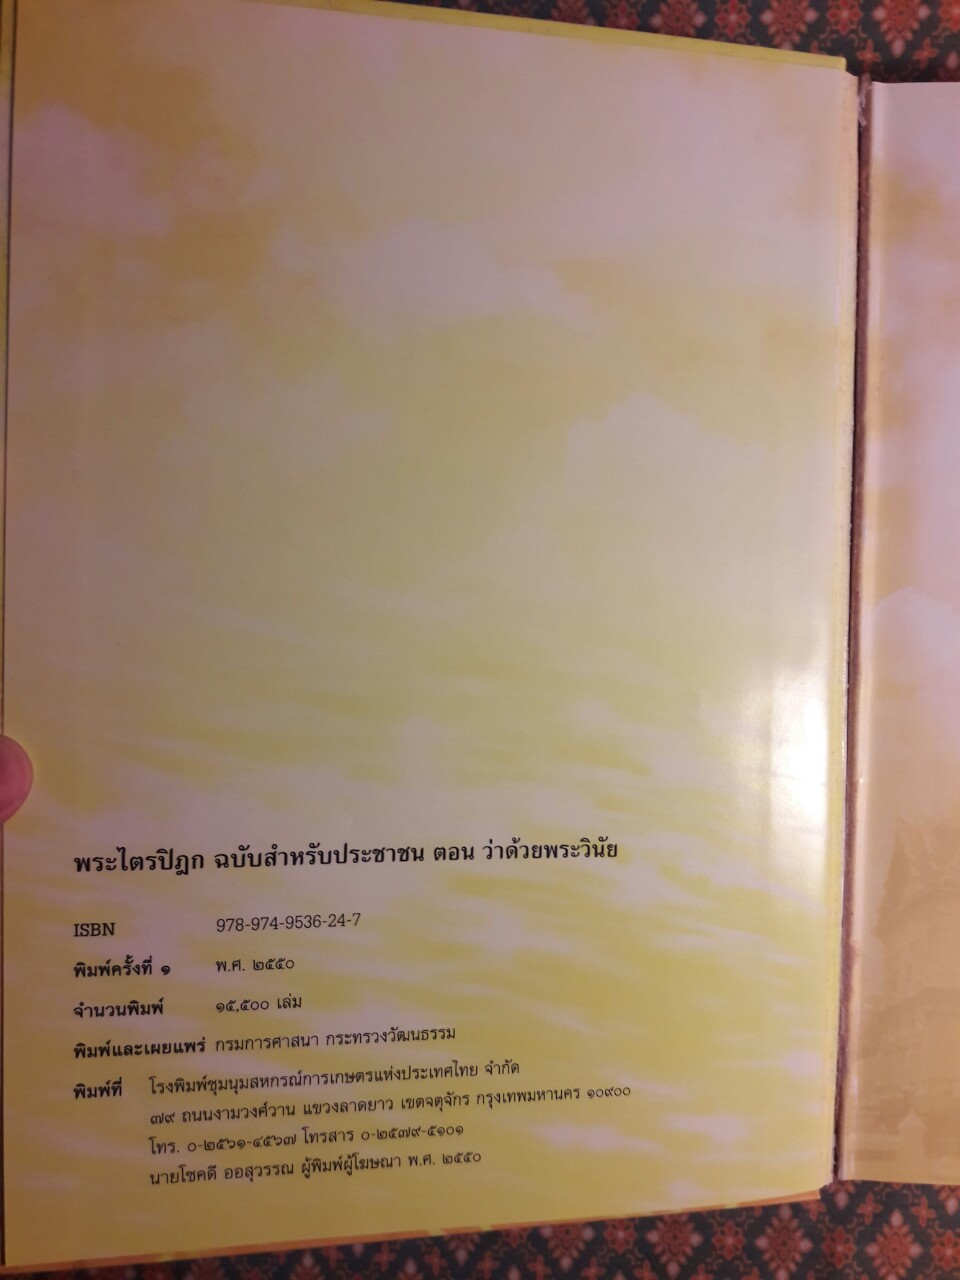 พระไตรปิฎก ฉบับสำหรับประชาชน ตอน ว่าด้วยพระวินัย
ISBN 978-974-9536-24-7
พิมพ์ครั้งที่ ๑ พ.ศ. ๒๕๕๐
จำนวนพิมพ์ ๑๕,๕๐๐ เล่ม
พิมพ์และเผยแพร่ กรมการศาสนา กระทรวงวัฒนธรรม
พิมพ์ที่ โรงพิมพ์ชุมนุมสหกรณ์การเกษตรแห่งประเทศไทย จำกัด
๗๙ ถนนงามวงศ์วาน แขวงลาดยาว เขตจตุจักร กรุงเทพมหานคร ๑๐๙๐๐
โทร. ๐-๒๕๖๑-๔๕๖๗ โทรสาร ๐-๒๕๗๙-๕๑๐๑
นายโชคดี ออสุวรรณ ผู้พิมพ์ผู้โฆษณา พ.ศ. ๒๕๕๐